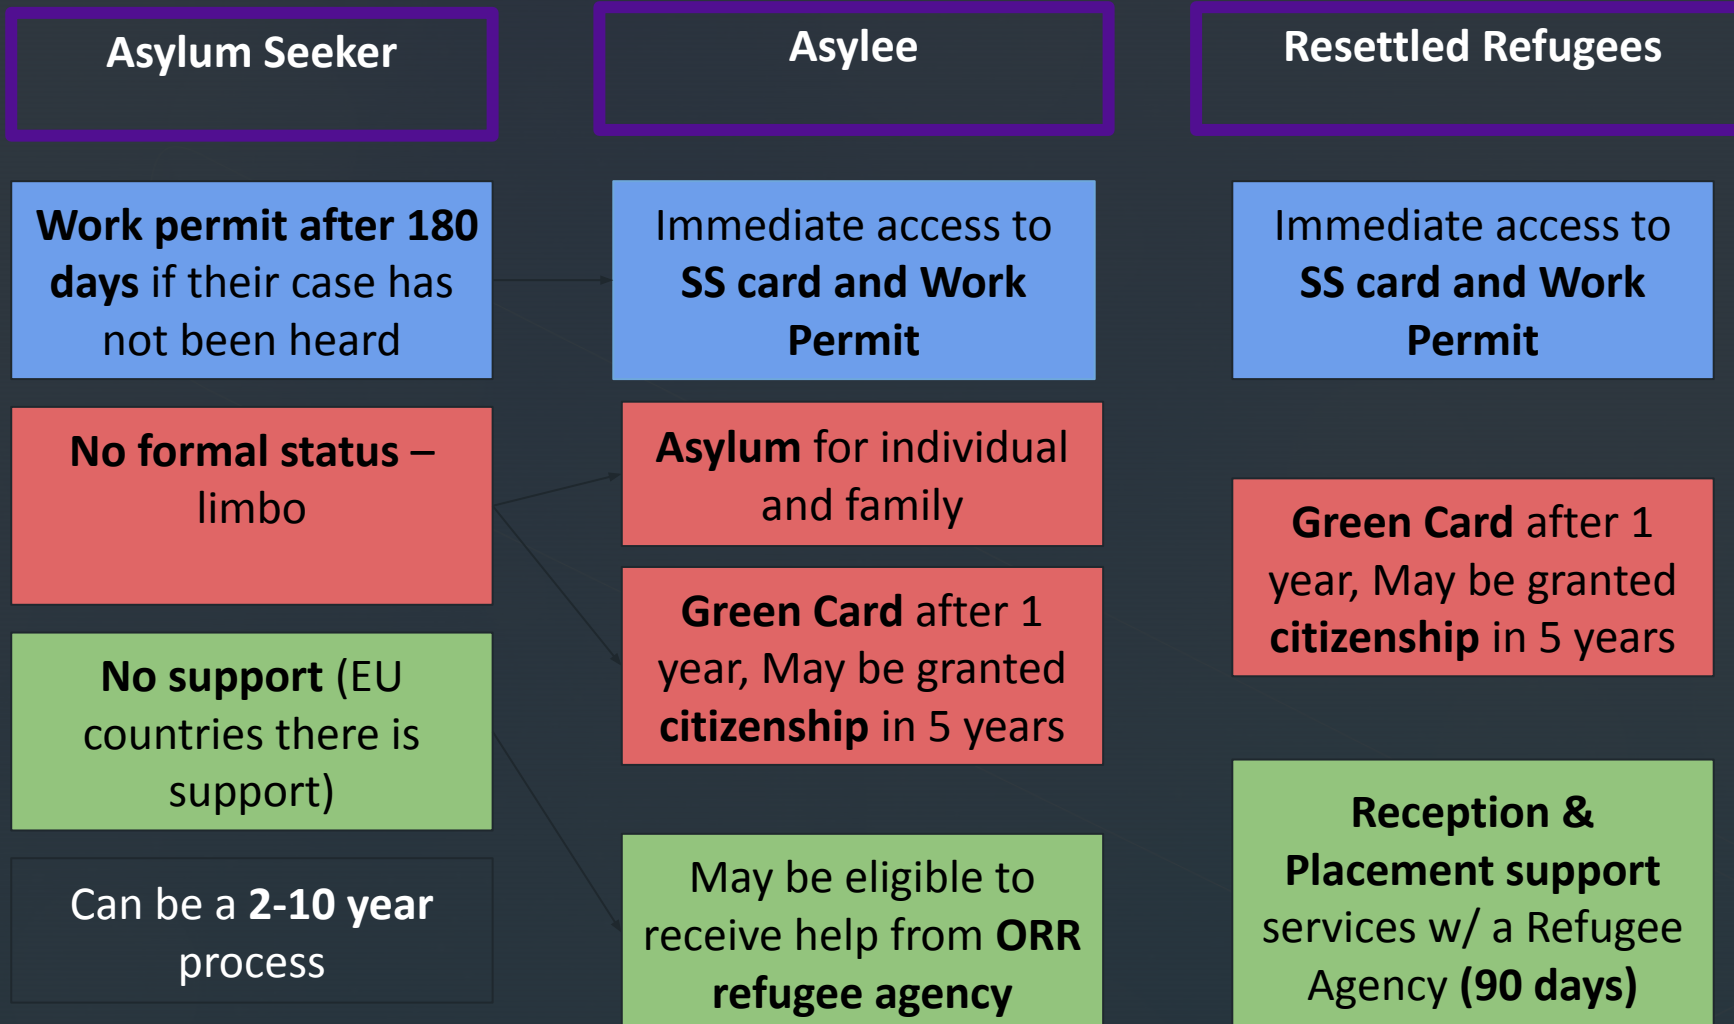 Asylum Seeker
Work permit after 180
days if their case has
not been heard
No formal status –
limbo
No support (EU
countries there is
support)
Can be a 2-10 year
process
Asylee
Immediate access to
SS card and Work
Permit
Asylum for individual
and family
Green Card after 1
year, May be granted
citizenship in 5 years
May be eligible to
receive help from ORR
refugee agency
Resettled Refugees
Immediate access to
SS card and Work
Permit
Green Card after 1
year, May be granted
citizenship in 5 years
Reception &
Placement support
services w/ a Refugee
Agency (90 days)